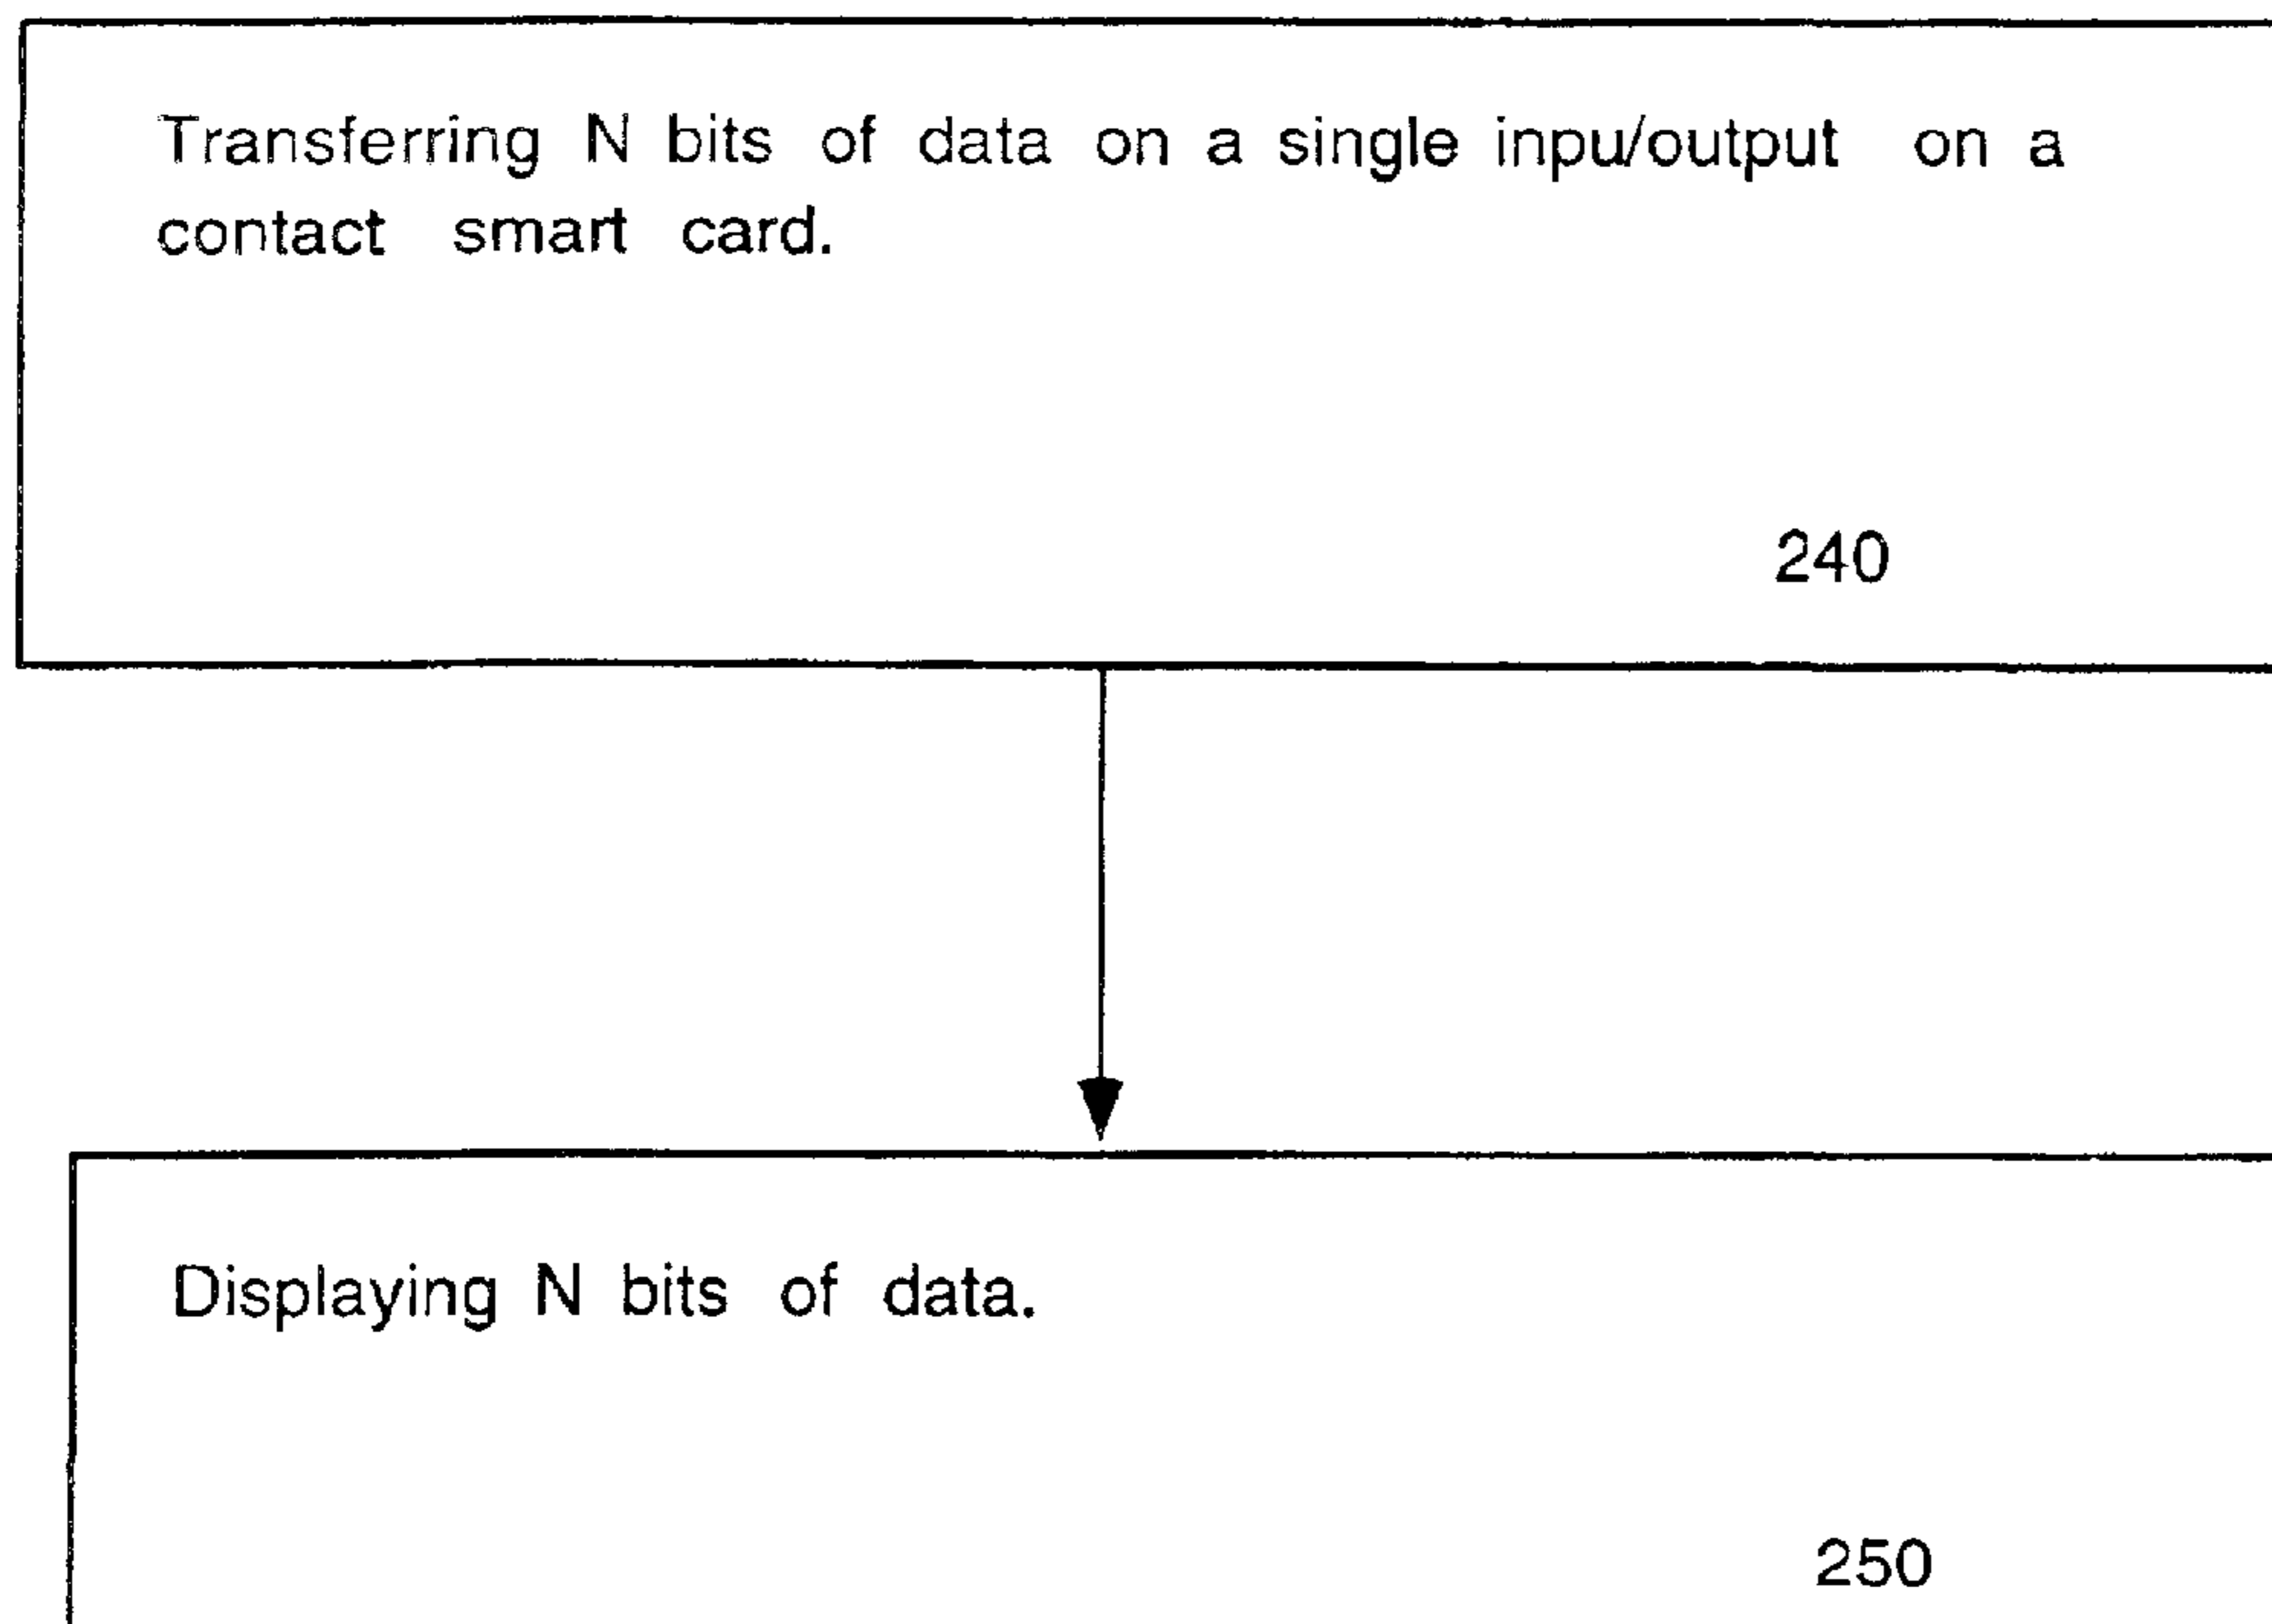 Transferring N bits of data on a single inpu/output on a
contact smart card.
240
Displaying N bits of data.
250